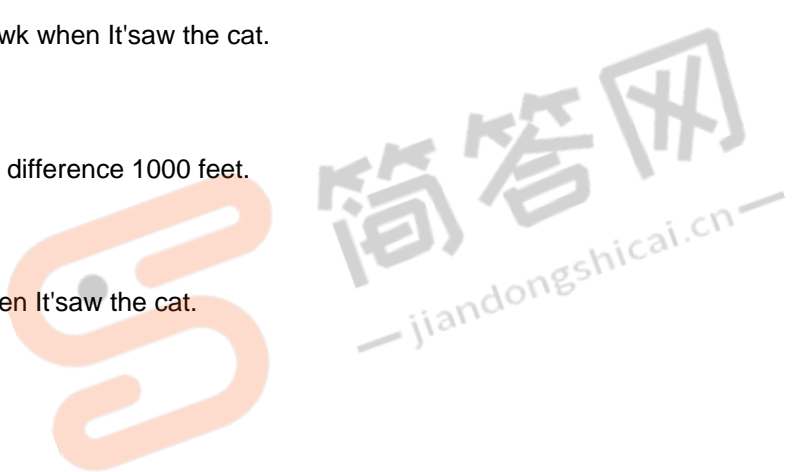 wk when It'saw the cat.
difference 1000 feet.
en It'saw the cat.
简答网
jiandongshicai.cn